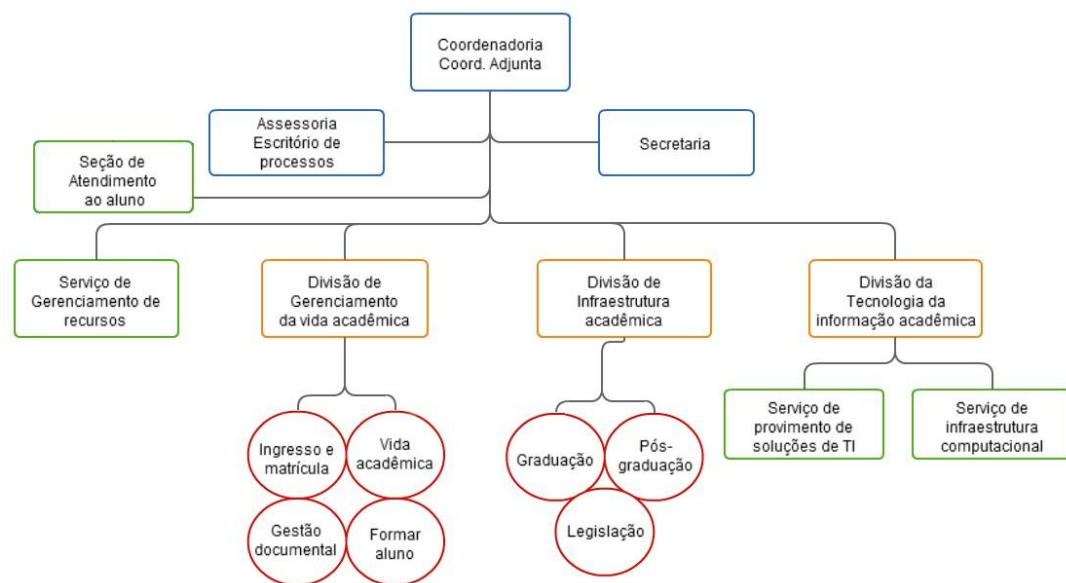 Coordenadoria
Coord. Adjunta
Assessoria
Escritório de
processos
Secretaria
Seção de
Atendimento
ao aluno
Serviço de
Gerenciamento de
recursos
Divisão de
Gerenciamento
da vida acadêmica
Divisão de
Infraestrutura
acadêmica
Divisão da
Tecnologia da
informação acadêmica
Ingresso e
matrícula
Vida
acadêmica
Gestão
documental
Formar
aluno
Graduação
Pós-
graduação
Legislação
Serviço de
provimento de
soluções de TI
Serviço de
infraestrutura
computacional